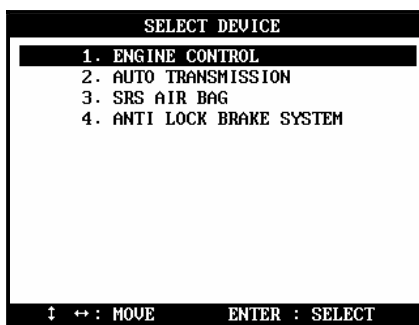 SELECT DEVICE
1. ENGINE CONTROL
2. AUTO TRANSMISSION
3. SRS AIR BAG
4. ANTI LOCK BRAKE SYSTEM
↕ ↔: MOVE ENTER : SELECT